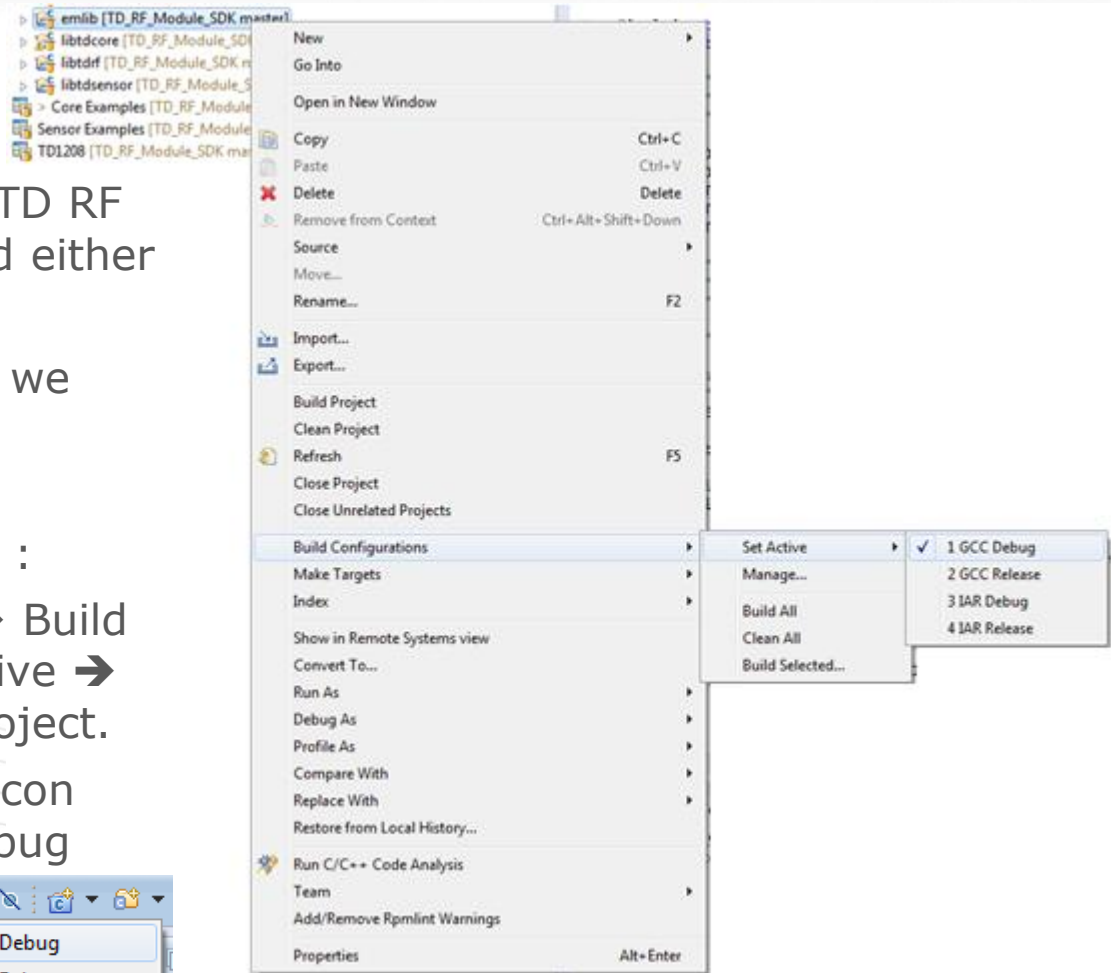 emlib [TD_RF_Module_SDK master]
libtdcore [TD_RF_Module_SD
libtdrf [TD_RF_Module_SDK m
libtdsensor [TD_RF_Module_S
> Core Examples [TD_RF_Module
Sensor Examples [TD_RF_Module
TD1208 [TD_RF_Module_SDK mas
TD RF
d either
we
:
Build
ive ➔
oject.
con
bug
Debug
New
Go Into
Open in New Window
Copy Ctrl+C
Paste Ctrl+V
Delete Delete
Remove from Context Ctrl+Alt+Shift+Down
Source
Move...
Rename... F2
Import...
Export...
Build Project
Clean Project
Refresh F5
Close Project
Close Unrelated Projects
Build Configurations
Make Targets
Index
Show in Remote Systems view
Convert To...
Run As
Debug As
Profile As
Compare With
Replace With
Restore from Local History...
Run C/C++ Code Analysis
Team
Add/Remove Rpmlint Warnings
Properties Alt+Enter
Set Active
Manage...
Build All
Clean All
Build Selected...
✓ 1 GCC Debug
2 GCC Release
3 IAR Debug
4 IAR Release